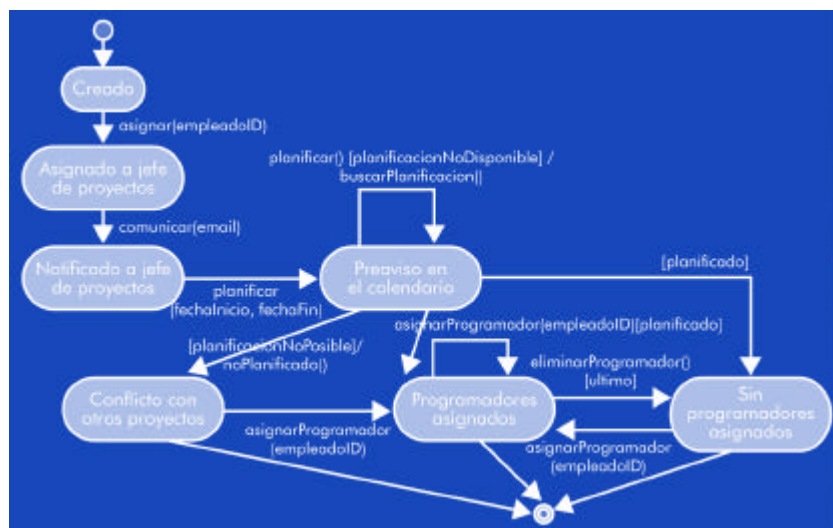 Creado
asignar(empleadoID)
Asignado a jefe
de proyectos
planificar() [planificacionNoDisponible] /
buscarPlanificacion()
comunicar(email)
Notificado a jefe
de proyectos
planificar
(fechaInicio, fechaFin)
Preaviso en
el calendario
[planificado]
asignarProgramador(empleadoID)[planificado]
[planificacionNoPosible]/
noPlanificado()
eliminarProgramador()
[ultimo]
Conflicto con
otros proyectos
Programadores
asignados
Sin
programadores
asignados
asignarProgramador
(empleadoID)
asignarProgramador
(empleadoID)